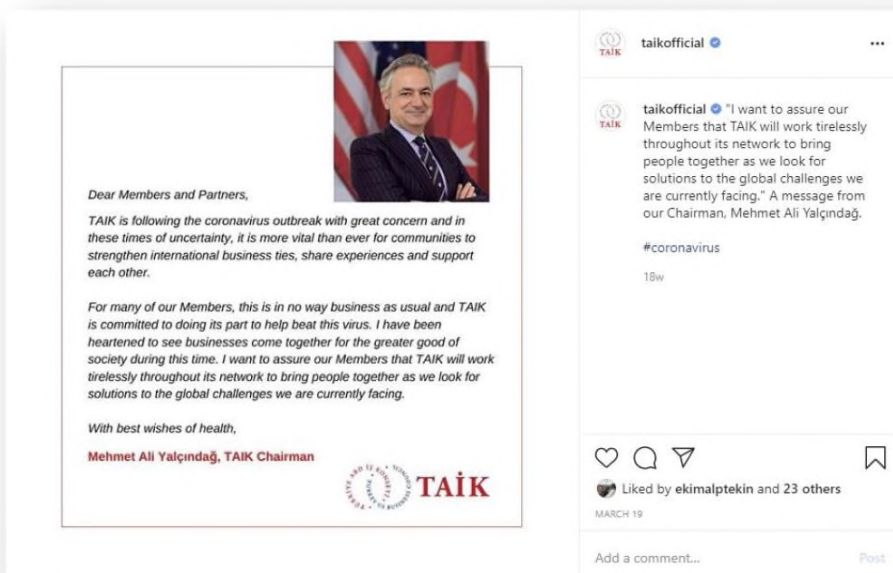 Dear Members and Partners,
TAIK is following the coronavirus outbreak with great concern and in
these times of uncertainty, it is more vital than ever for communities to
strengthen international business ties, share experiences and support
each other.
For many of our Members, this is in no way business as usual and TAIK
is committed to doing its part to help beat this virus. I have been
heartened to see businesses come together for the greater good of
society during this time. I want to assure our Members that TAIK will work
tirelessly throughout its network to bring people together as we look for
solutions to the global challenges we are currently facing.
With best wishes of health,
Mehmet Ali Yalçındağ, TAIK Chairman
TAİK
TAİK
taikofficial
TAİK
taikofficial "I want to assure our
Members that TAIK will work tirelessly
throughout its network to bring
people together as we look for
solutions to the global challenges we
are currently facing." A message from
our Chairman, Mehmet Ali Yalçındağ.
#coronavirus
18w
Liked by ekimalptekin and 23 others
MARCH 19
Add a comment...
Post